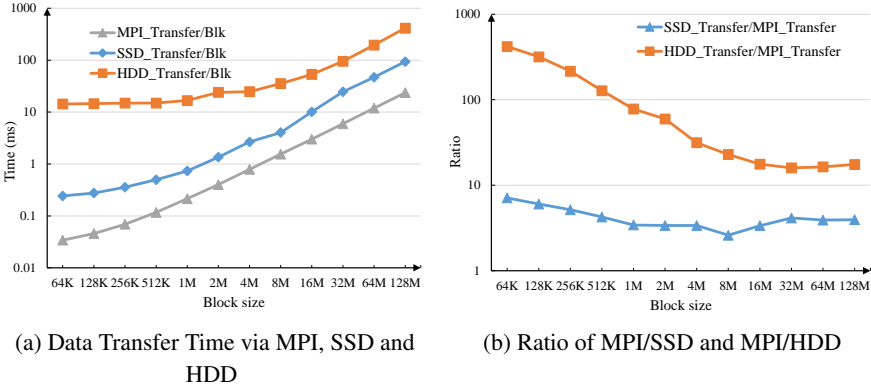 1000
100
10
1
0.1
0.01
Time (ms)
MPI_Transfer/Blk
SSD_Transfer/Blk
HDD_Transfer/Blk
64K 128K 256K 512K 1M 2M 4M 8M 16M 32M 64M 128M
Block size
(a) Data Transfer Time via MPI, SSD and
HDD
1000
100
10
1
Ratio
SSD_Transfer/MPI_Transfer
HDD_Transfer/MPI_Transfer
64K 128K 256K 512K 1M 2M 4M 8M 16M 32M 64M 128M
Block size
(b) Ratio of MPI/SSD and MPI/HDD